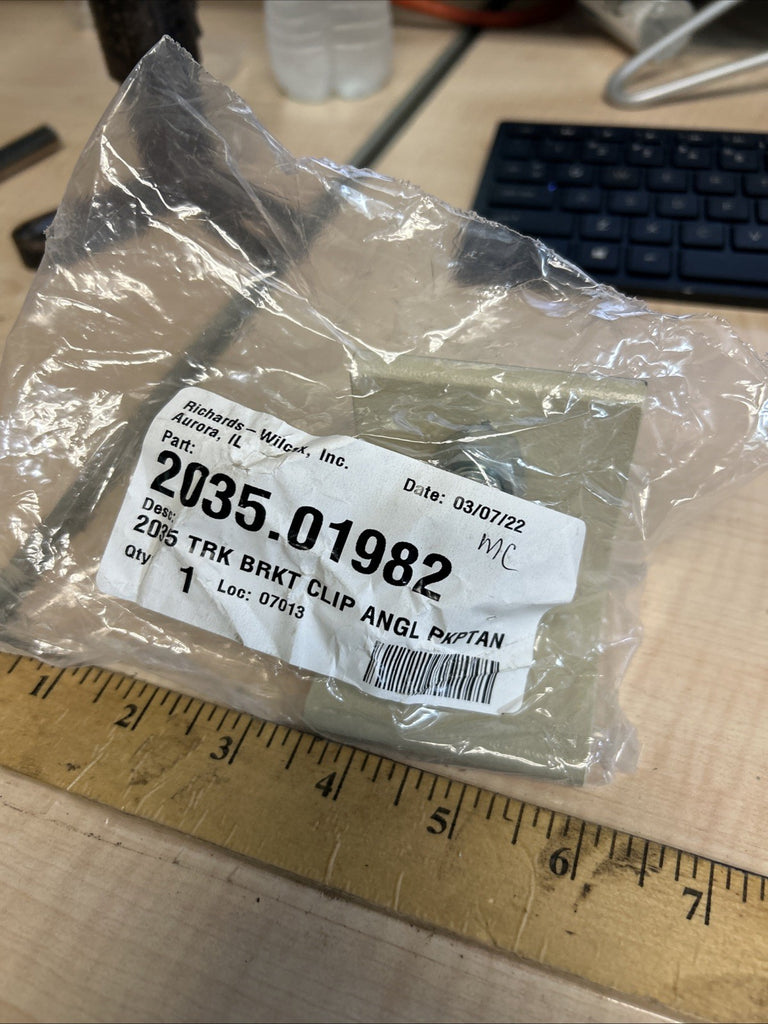 Richards-Wilcox, Inc.
Aurora, IL
Date: 03/07/22
Part:
2035.01982
MC
Desc:
2035 TRK BRKT CLIP ANGL PKPTAN
Qty 1 Loc: 07013
1 2 3 4 5 6 7